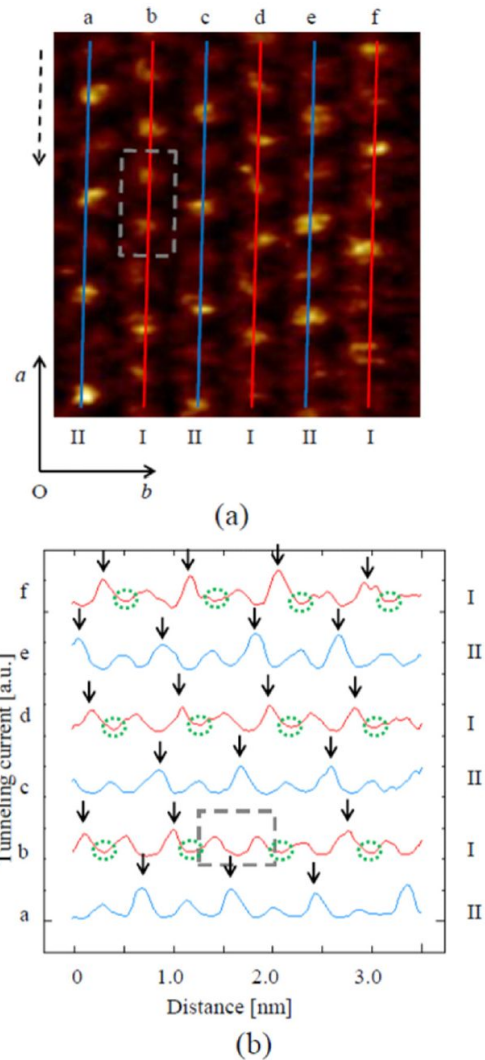 a b c d e f
a
II I II I II I
O b
(a)
f I
e II
d I
c II
b I
a II
Tunneling current [a.u.]
0 1.0 2.0 3.0
Distance [nm]
(b)